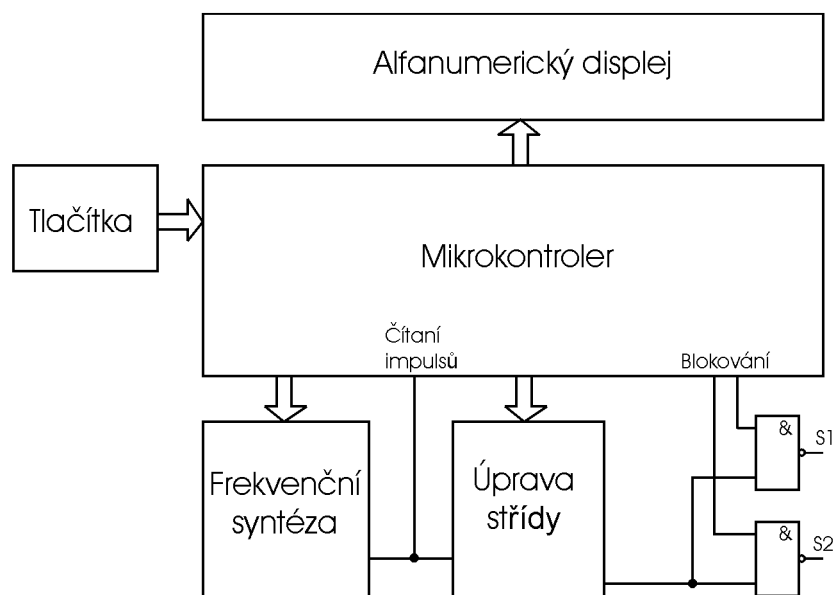 Alfanumerický displej
Tlačítka
Mikrokontroler
Čítaní
impulsů
Blokování
Frekvenční
syntéza
Úprava
střídy
&
S1
&
S2